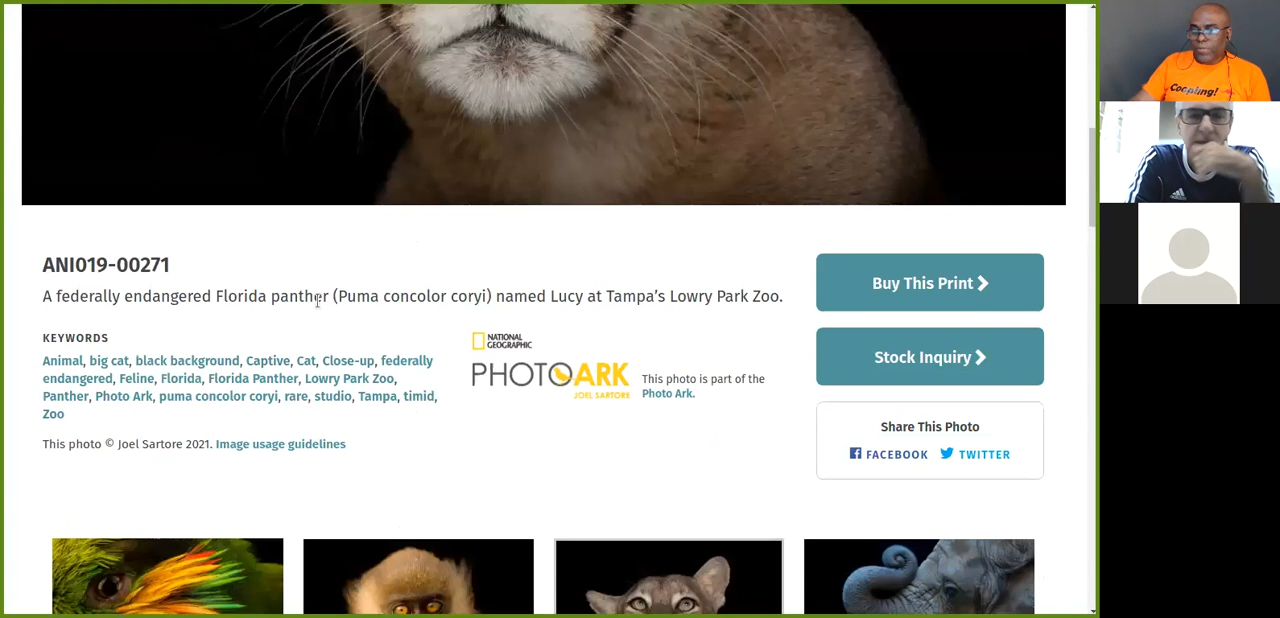 Coopling!
ANI019-00271
A federally endangered Florida panther (Puma concolor coryi) named Lucy at Tampa's Lowry Park Zoo.
KEYWORDS
Animal, big cat, black background, Captive, Cat, Close-up, federally
endangered, Feline, Florida, Florida Panther, Lowry Park Zoo,
Panther, Photo Ark, puma concolor coryi, rare, studio, Tampa, timid,
Zoo
This photo © Joel Sartore 2021. Image usage guidelines
NATIONAL
GEOGRAPHIC
PHOTOARK
JOEL SARTORE
This photo is part of the
Photo Ark.
Buy This Print
Stock Inquiry
Share This Photo
FACEBOOK TWITTER
adidas